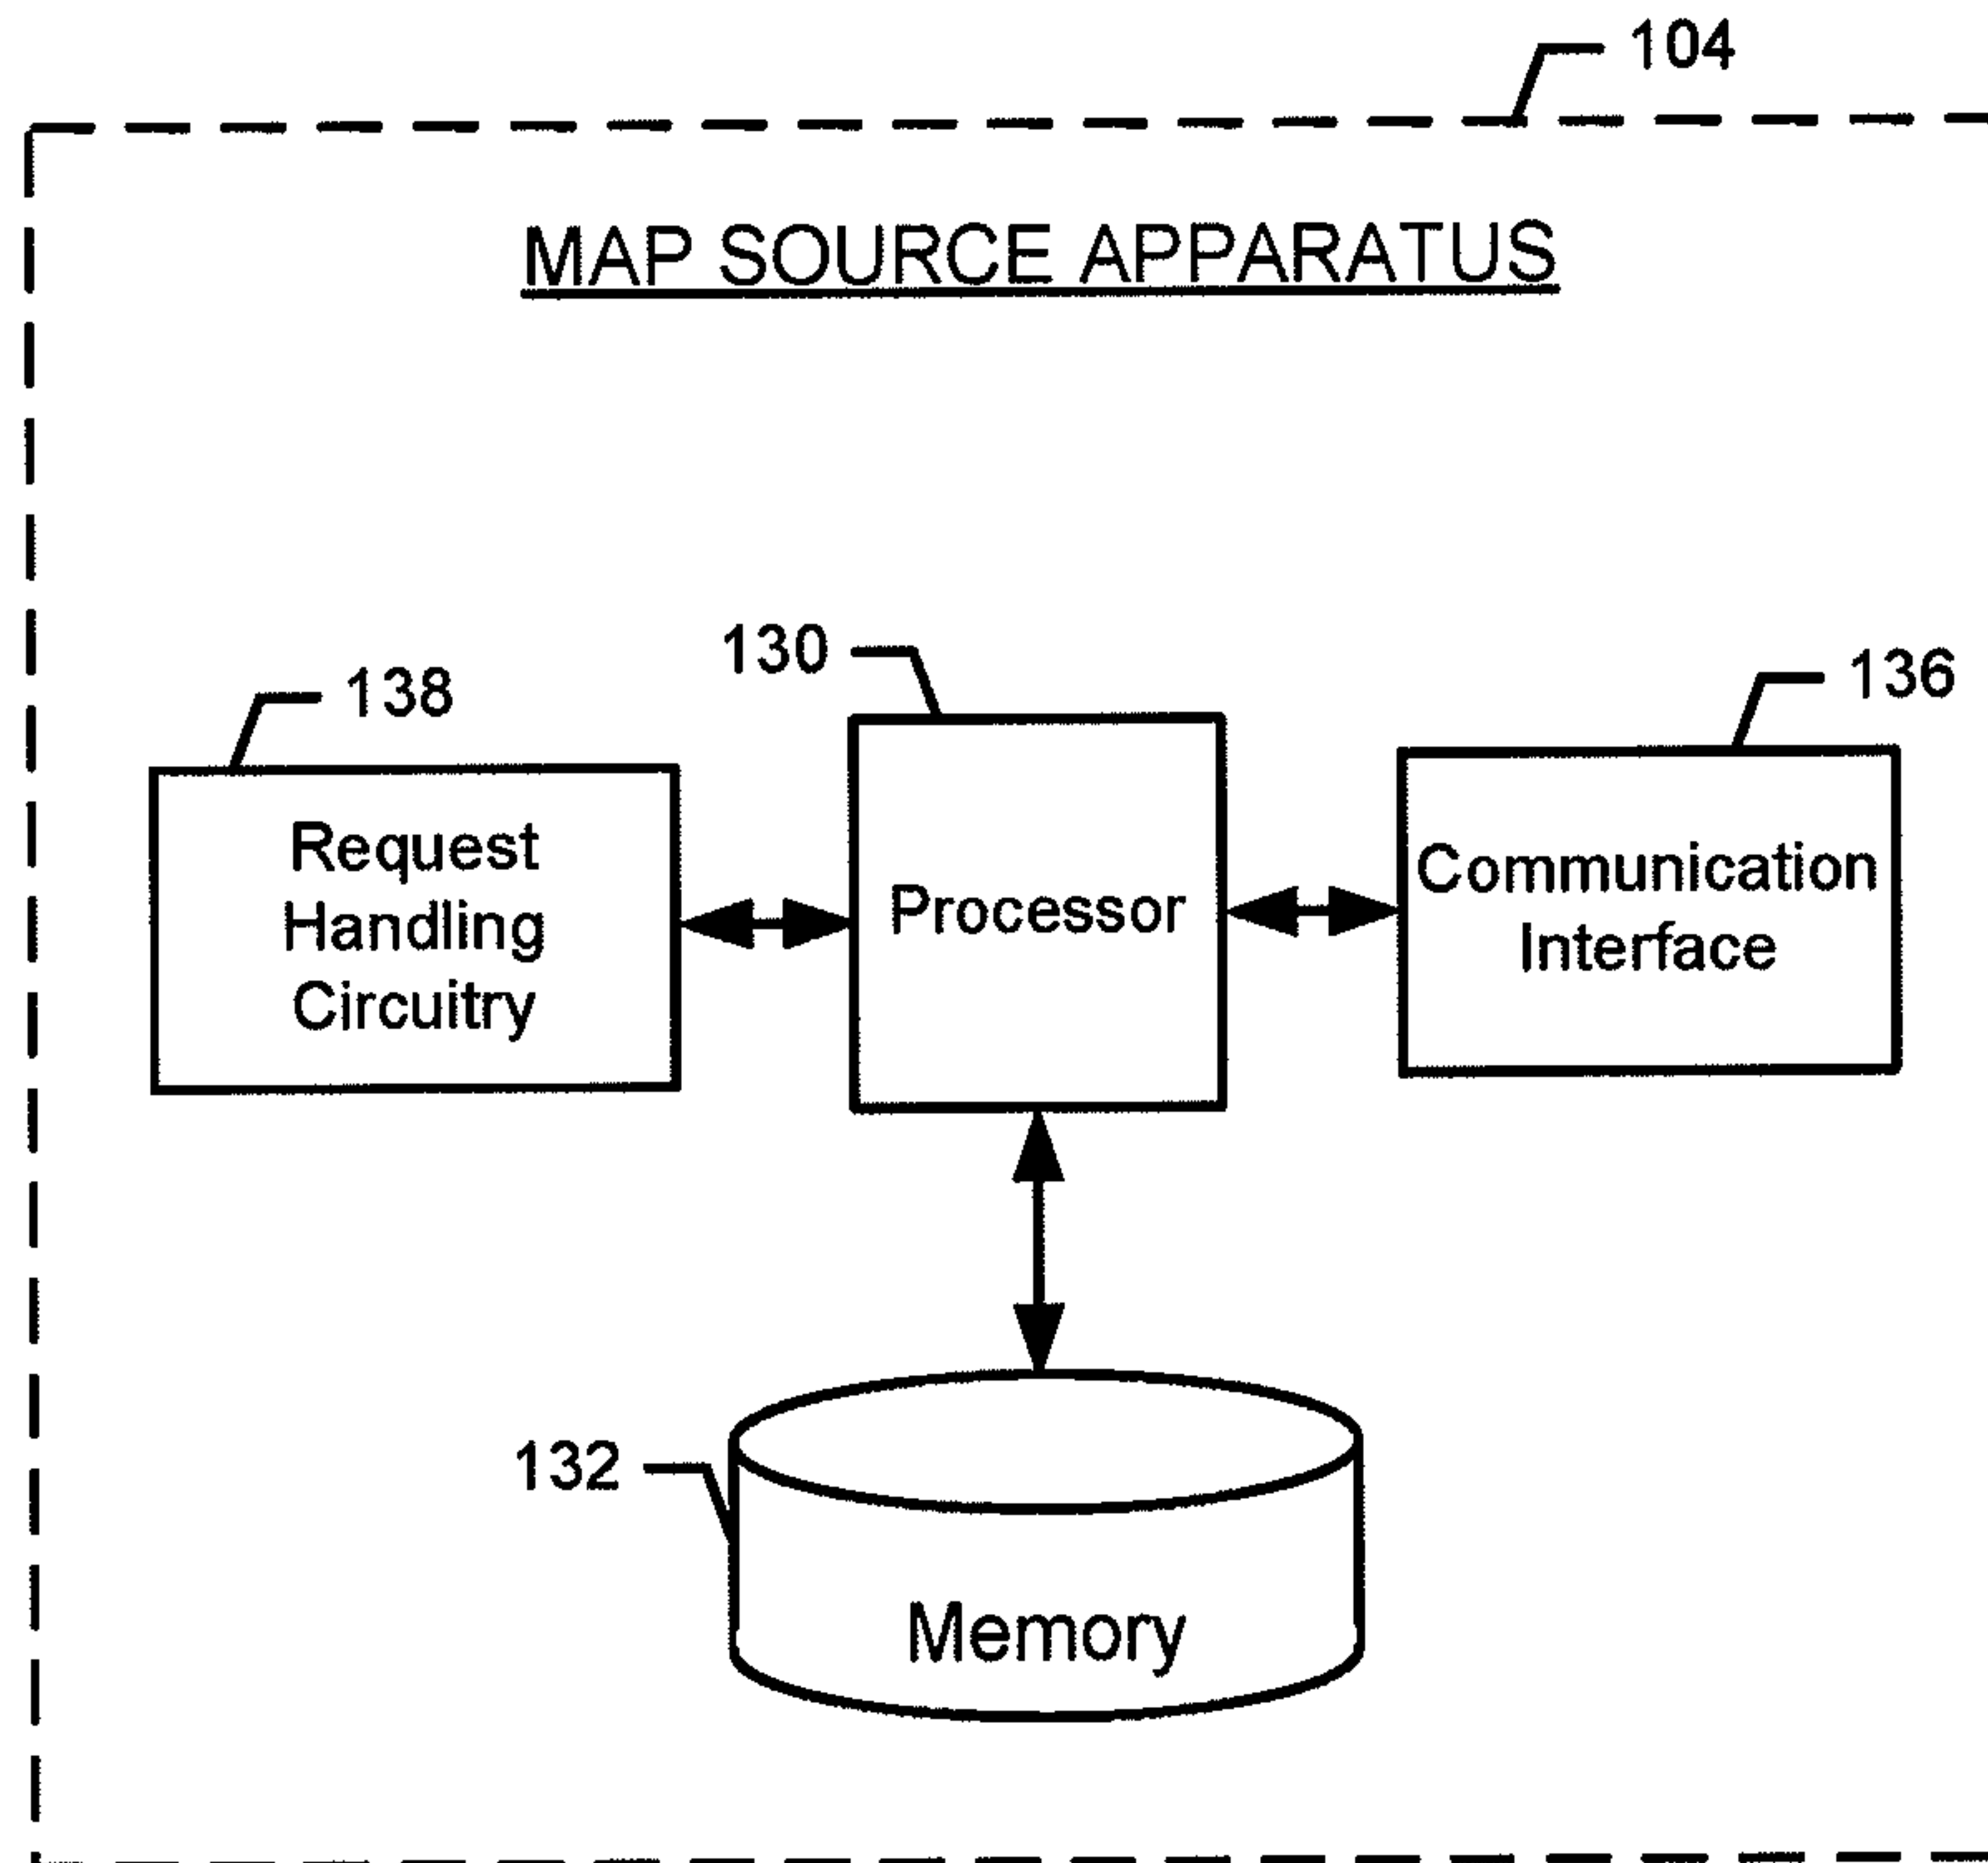 104
MAP SOURCE APPARATUS
130
138
136
Request
Handling
Circuitry
Processor
Communication
Interface
132
Memory